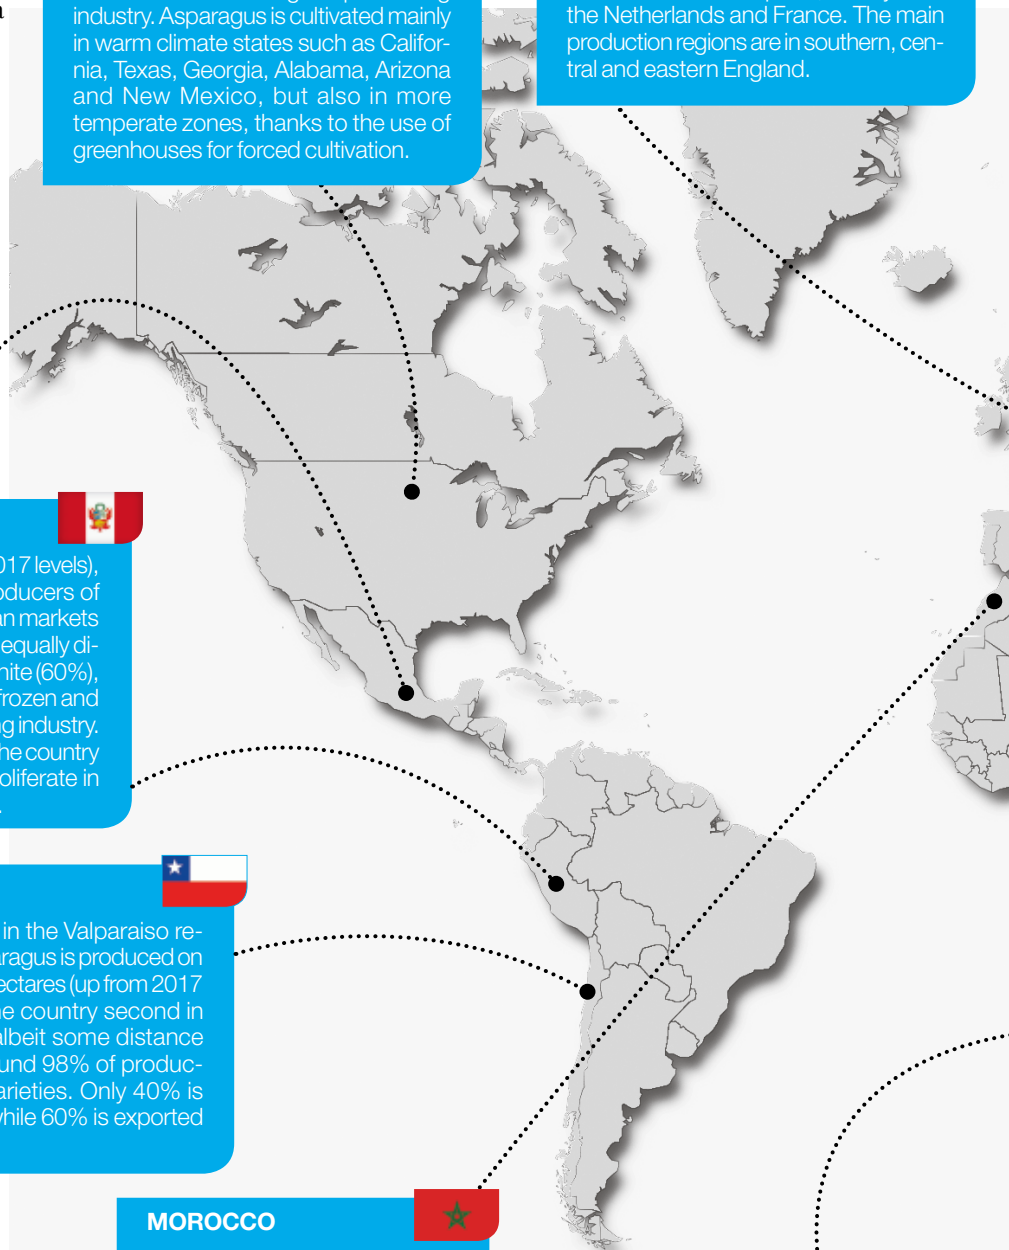 a
industry. Asparagus is cultivated mainly
in warm climate states such as Califor-
nia, Texas, Georgia, Alabama, Arizona
and New Mexico, but also in more
temperate zones, thanks to the use of
greenhouses for forced cultivation.
the Netherlands and France. The main
production regions are in southern, cen-
tral and eastern England.
017 levels),
oducers of
an markets
equally di-
hite (60%),
frozen and
ng industry.
he country
oliferate in
.
in the Valparaiso re-
aragus is produced on
ectares (up from 2017
ne country second in
albeit some distance
und 98% of produc-
arieties. Only 40% is
while 60% is exported
MOROCCO